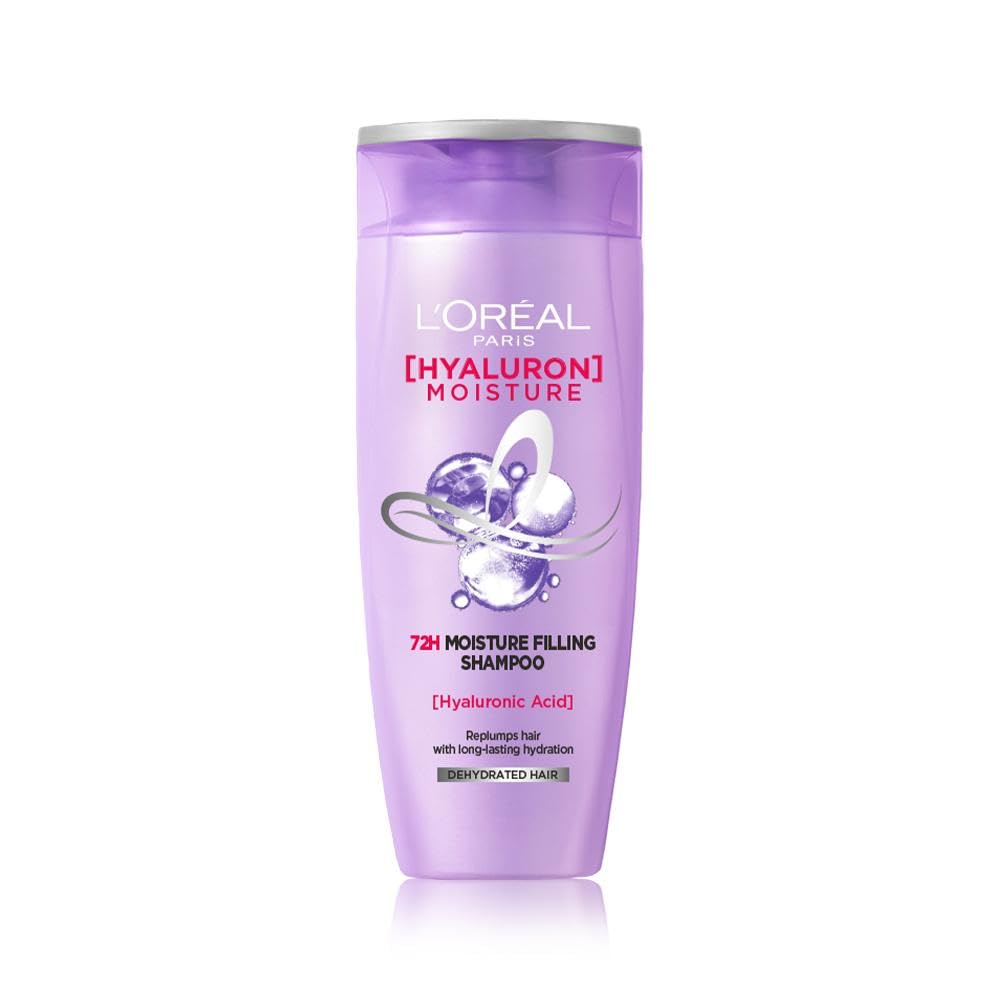 L'ORÉAL
PARIS
[HYALURON]
MOISTURE
72H MOISTURE FILLING
SHAMPOO
[Hyaluronic Acid]
Replumps hair
with long-lasting hydration
DEHYDRATED HAIR